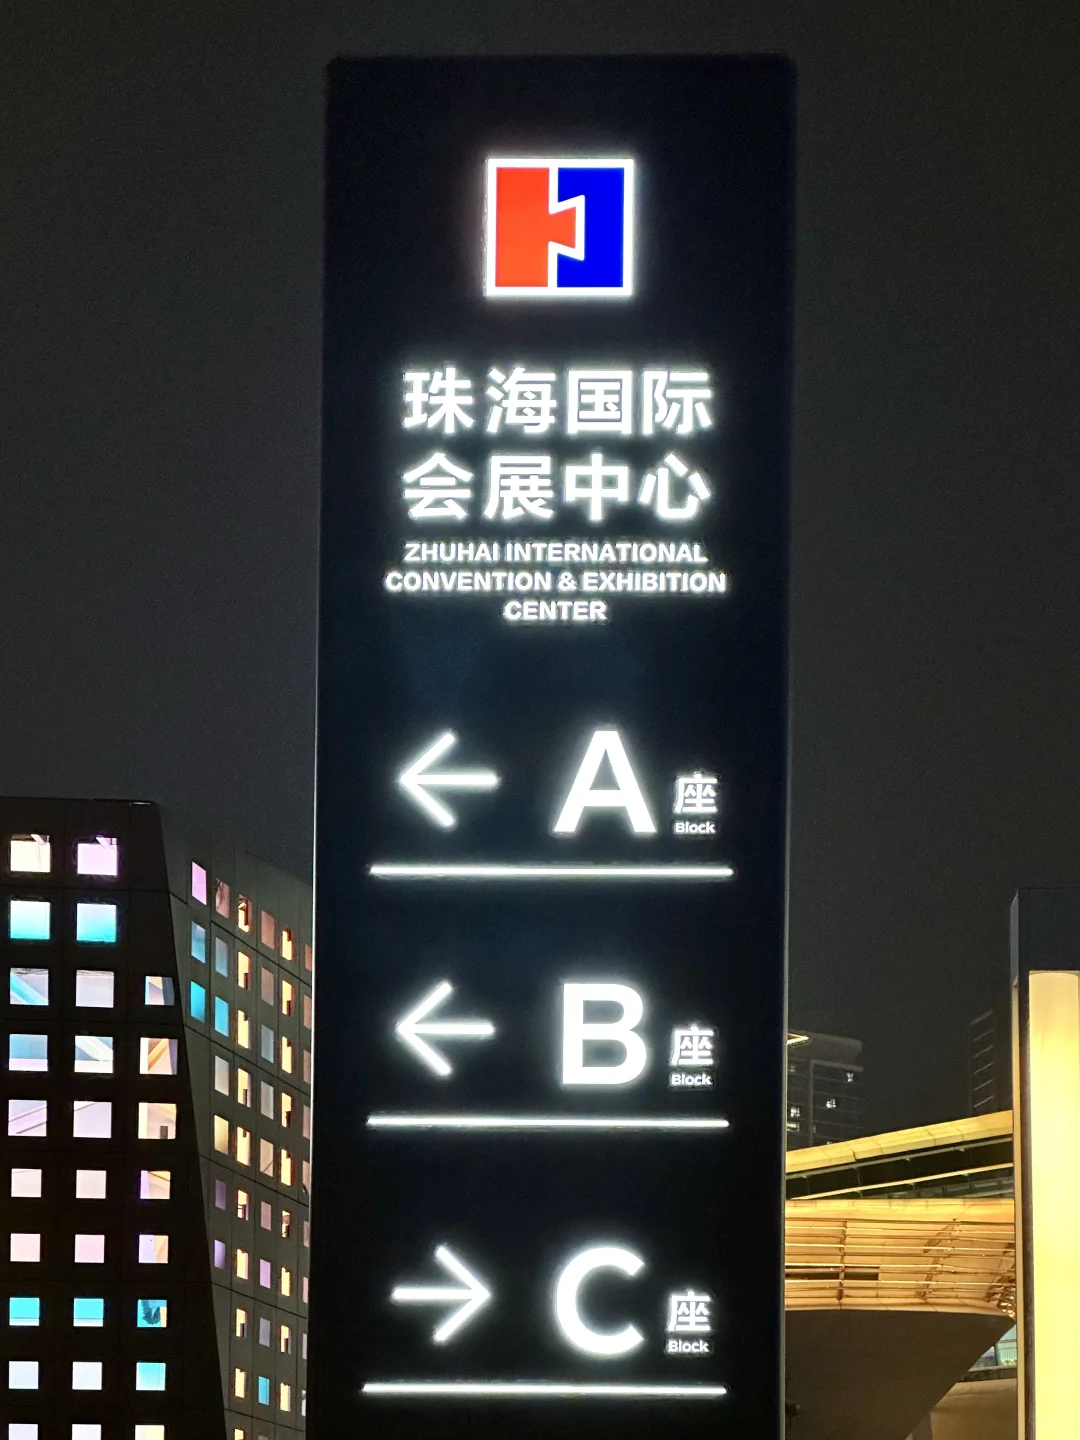 珠海国际
会展中心
ZHUHAI INTERNATIONAL
CONVENTION & EXHIBITION
CENTER
← A 座
Block
← B 座
Block
→ C 座
Block